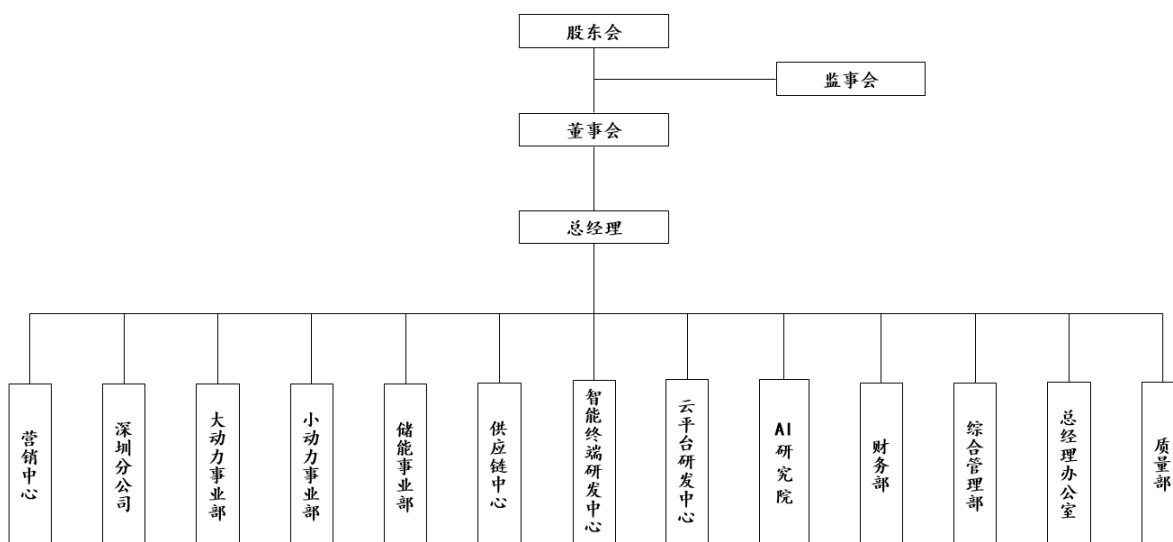 股东会
监事会
董事会
总经理
营销中心
深圳分公司
大动力事业部
小动力事业部
储能事业部
供应链中心
智能终端研发中心
云平台研发中心
AI研究院
财务部
综合管理部
总经理办公室
质量部